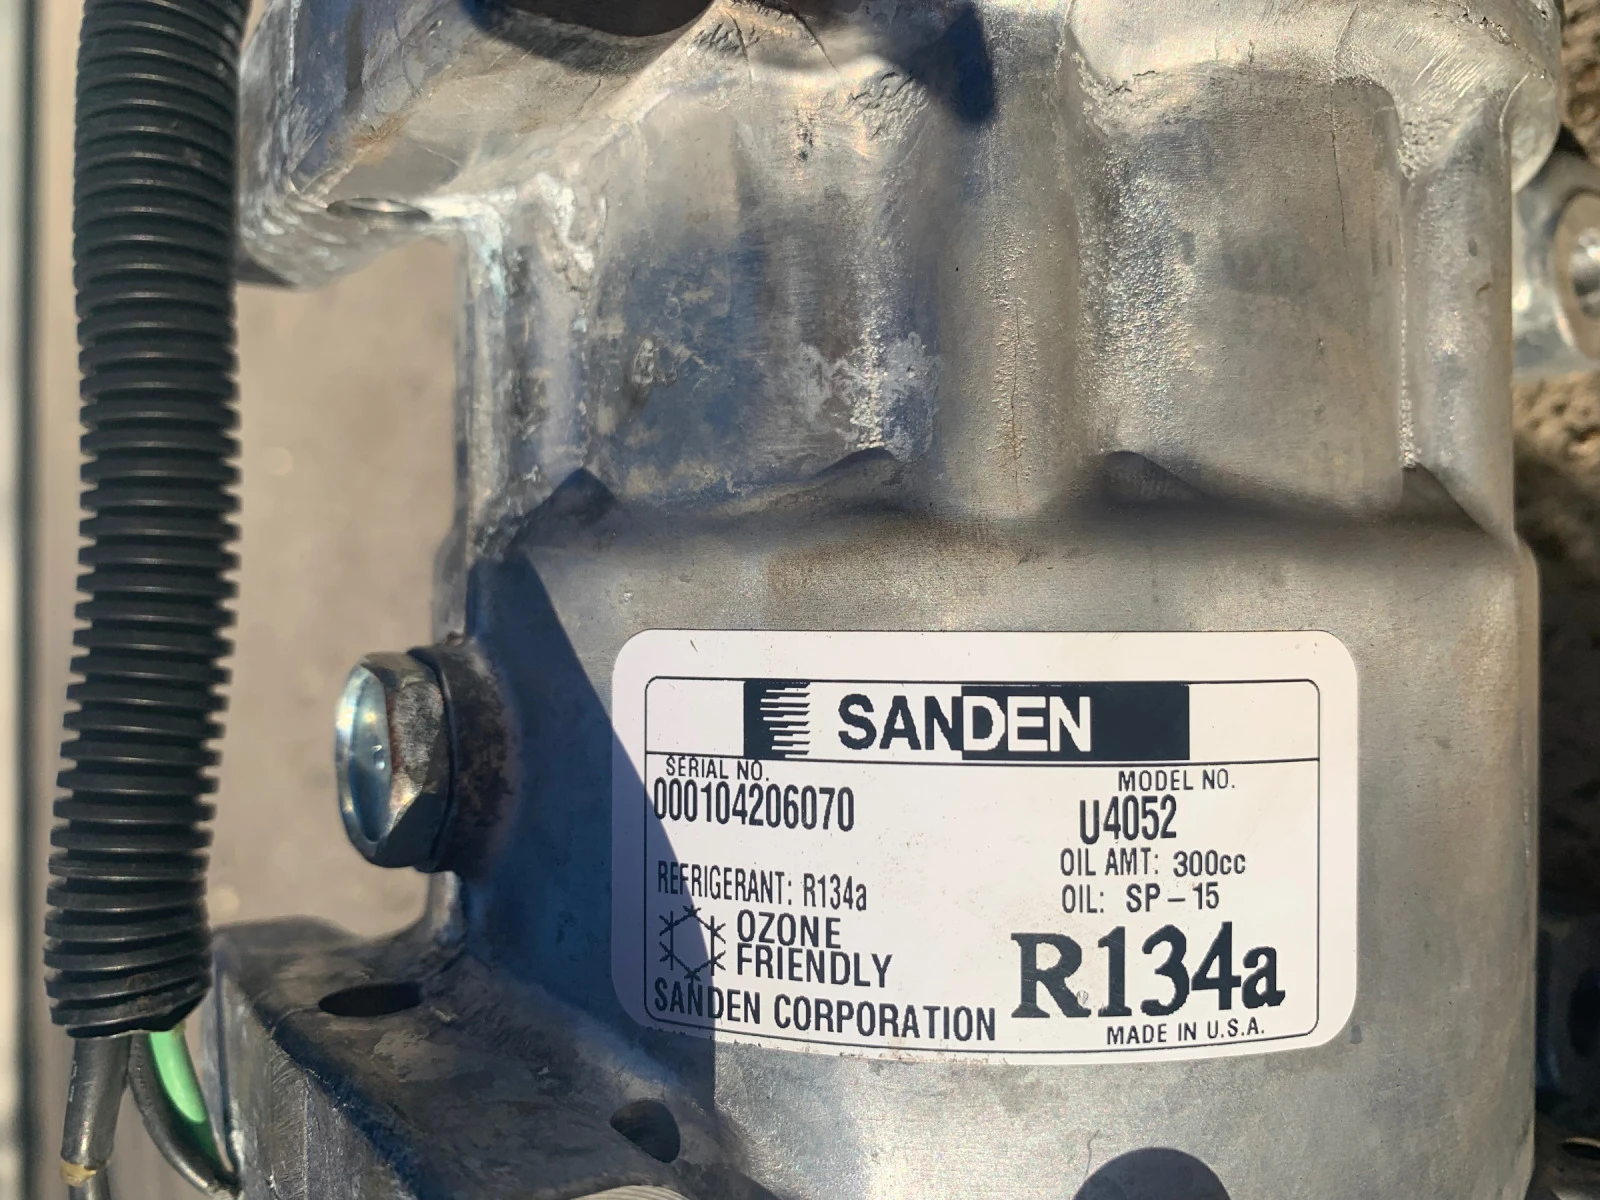 SANDEN
SERIAL NO.
000104206070
MODEL NO.
U4052
OIL AMT: 300cc
OIL: SP-15
REFRIGERANT: R134a
OZONE
FRIENDLY
SANDEN CORPORATION
R134a
MADE IN U.S.A.